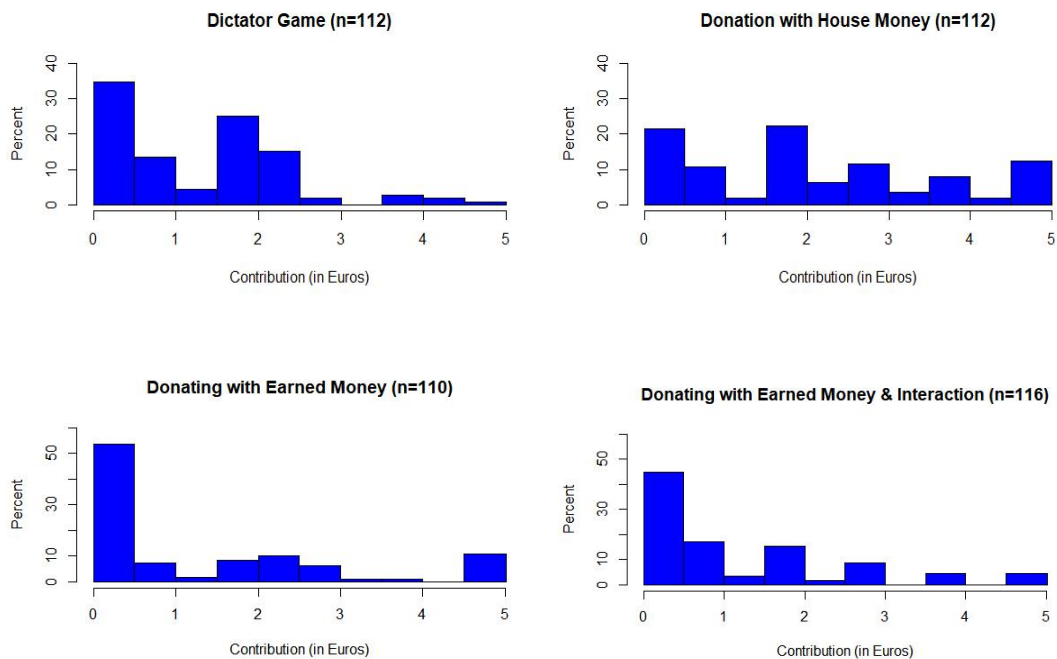 Dictator Game (n=112)
Percent
40
30
20
10
0
0 1 2 3 4 5
Contribution (in Euros)
Donation with House Money (n=112)
Percent
40
30
20
10
0
0 1 2 3 4 5
Contribution (in Euros)
Donating with Earned Money (n=110)
Percent
50
30
10
0
0 1 2 3 4 5
Contribution (in Euros)
Donating with Earned Money & Interaction (n=116)
Percent
50
30
10
0
0 1 2 3 4 5
Contribution (in Euros)